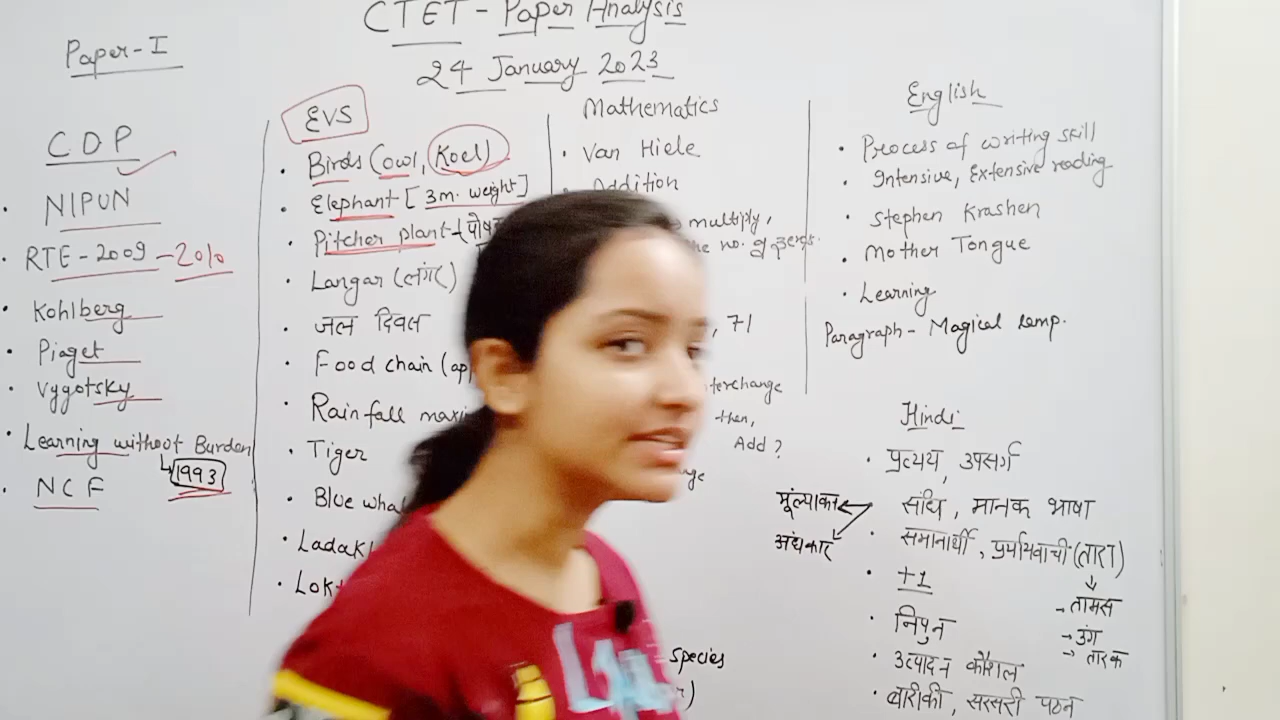 CTET - Paper Analysis
24 January 2023
Paper-I
CDP
• NIPUN
• RTE-2009-2010
• Kohlberg
• Piaget
• Vygotsky
• Learning without Burden
1993
• NCF
EVS
• Birds (owl, Koel)
• Elephant [3m. weight]
• Pitcher plant-(
• Langar (लंगर)
• जल दिवस
• Food chain
• Rainfall
• Tiger
• Blue
•
•
species
Mathematics
• Van Hiele
• Addition
multiply,
no. of zeros.
, 71
then,
Add ?
English
• Process of writing skill
• Intensive, Extensive reading
• Stephen Krashen
• Mother Tongue
• Learning
Paragraph - Magical lamp.
Hindi
• प्रत्यय, उपसर्ग
• संधि, मानक भाषा
मूंल्याकन
अंधकार
• समानार्थी, पर्यायवाची (तारा)
- तामस
→ उंग
→ तारक
• +1
• निपुन
• उत्पादन कौशल
• बारीकी, सरसरी पठन